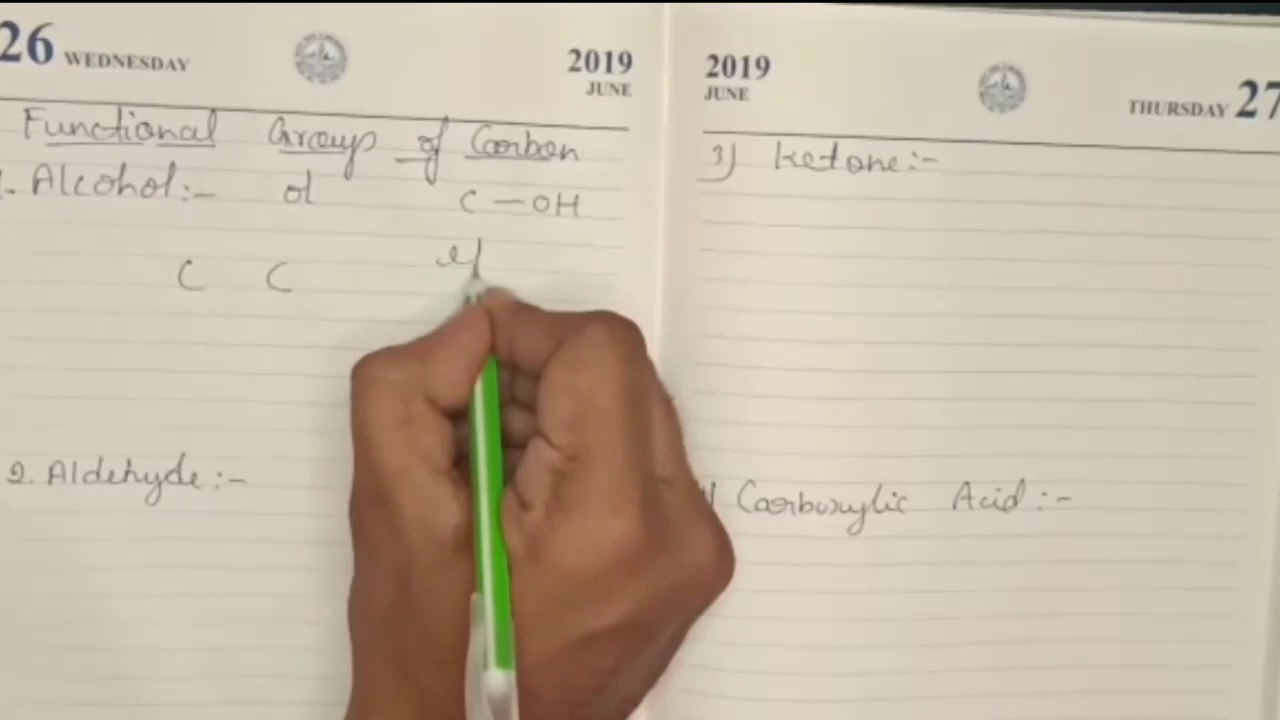 26 WEDNESDAY
2019
JUNE
Functional Groups of Carbon
1. Alcohol:- ol C-OH
C C
2. Aldehyde:-
2019
JUNE
THURSDAY 27
3) Ketone:-
Carboxylic Acid:-